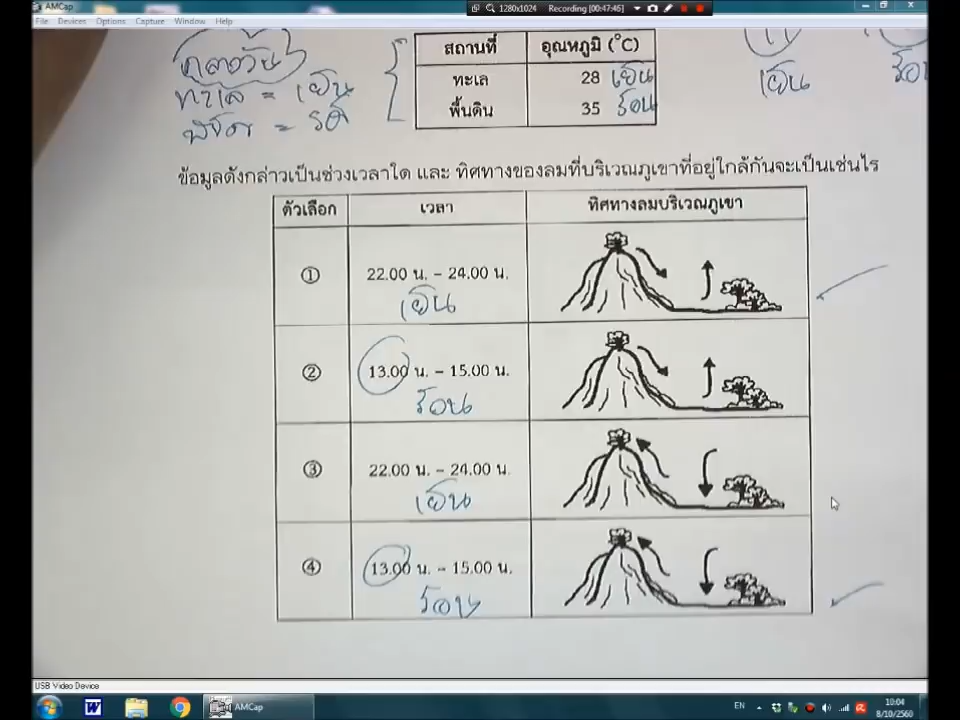 AMCap
1280x1024
Recording [00:47:46]
File Devices Options Capture Window Help
กลางวัน
ทะเล = เย็น
สถานที่ อุณหภูมิ (°C)
ทะเล 28 เย็น
พื้นดิน 35 ร้อน
เย็น
ข้อมูลดังกล่าวเป็นช่วงเวลาใด และ ทิศทางของลมที่บริเวณภูเขาที่อยู่ใกล้กันจะเป็นเช่นไร
ตัวเลือก เวลา ทิศทางลมบริเวณภูเขา
① 22.00 น. - 24.00 น.
เย็น
② 13.00 น. - 15.00 น.
ร้อน
③ 22.00 น. - 24.00 น.
เย็น
④ 13.00 น. - 15.00 น.
ร้อน
USB Video Device
AMCap
EN
10:04
8/10/2560